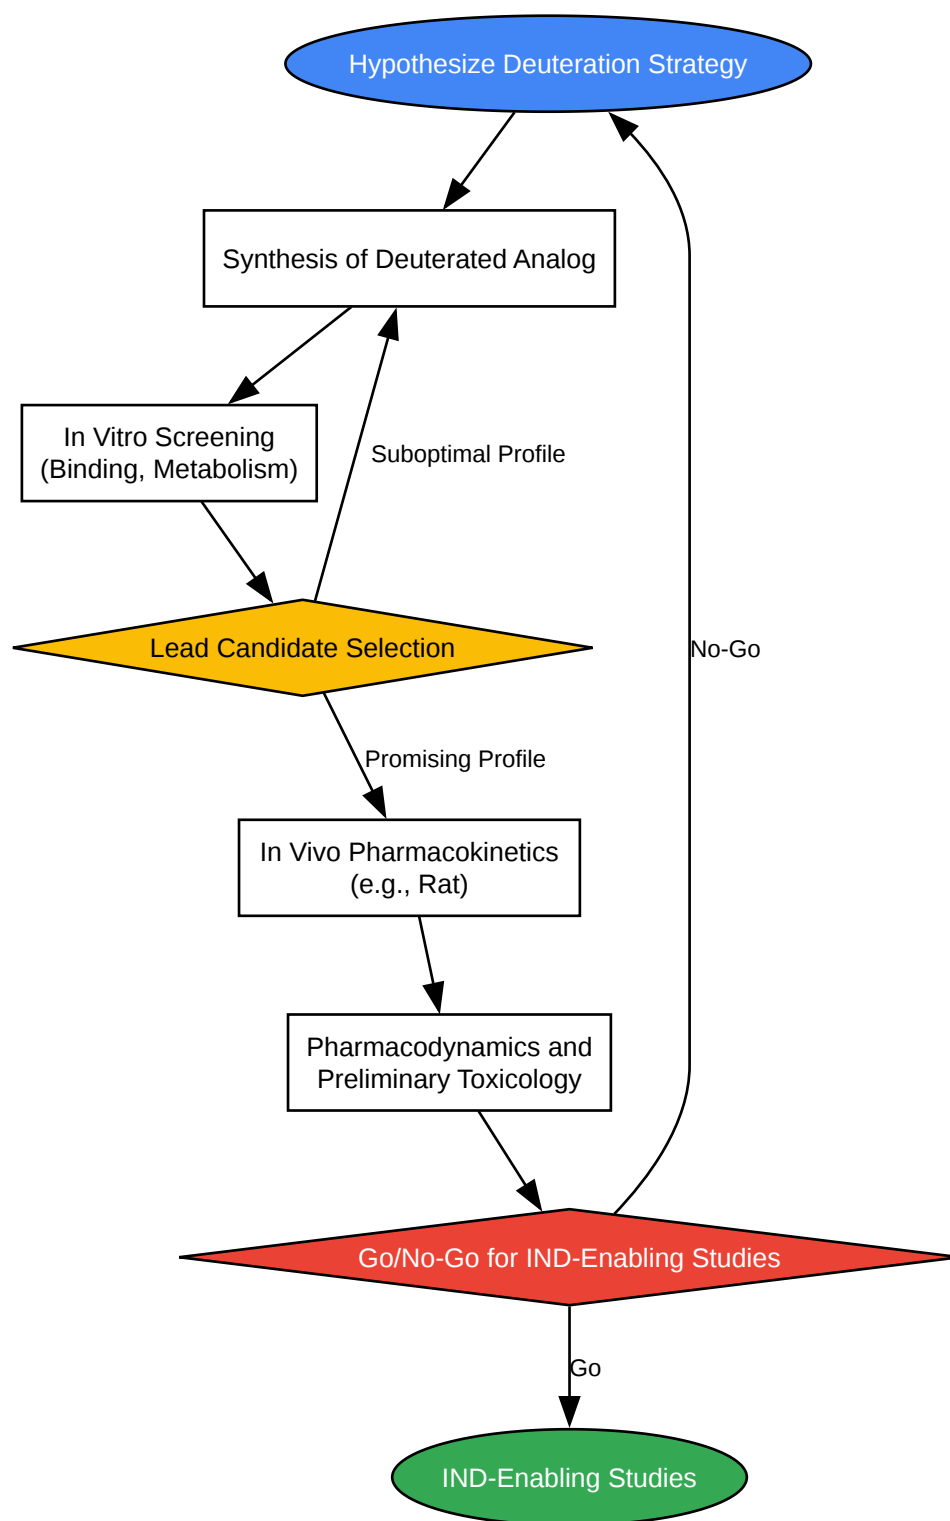 Hypothesize Deuteration Strategy
Synthesis of Deuterated Analog
In Vitro Screening
(Binding, Metabolism)
Suboptimal Profile
Lead Candidate Selection
No-Go
Promising Profile
In Vivo Pharmacokinetics
(e.g., Rat)
Pharmacodynamics and
Preliminary Toxicology
Go/No-Go for IND-Enabling Studies
Go
IND-Enabling Studies